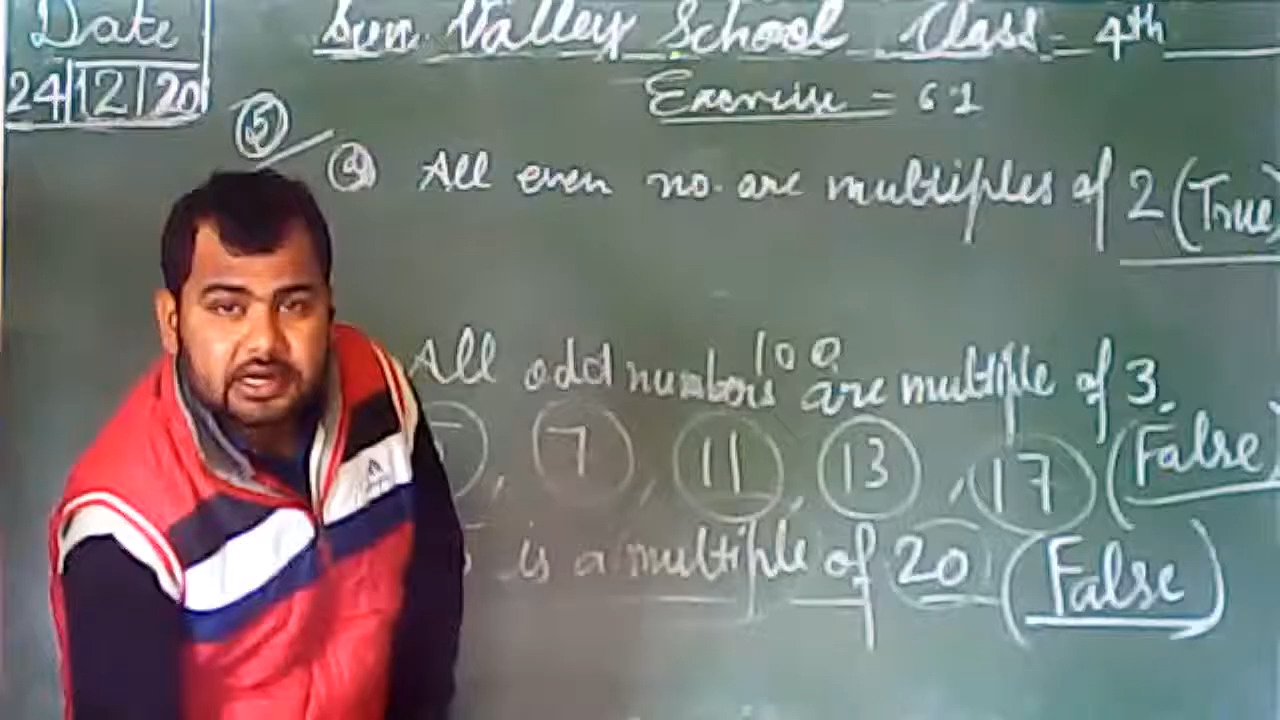 Date
24/12/20
Sun Valley School Class - 4th
Exercise = 6.1
5
a All even no. are multiples of 2 (True)
100
All odd numbers are multiple of 3.
, 7, 11, 13, 17 (False)
is a multiple of 20 (False)